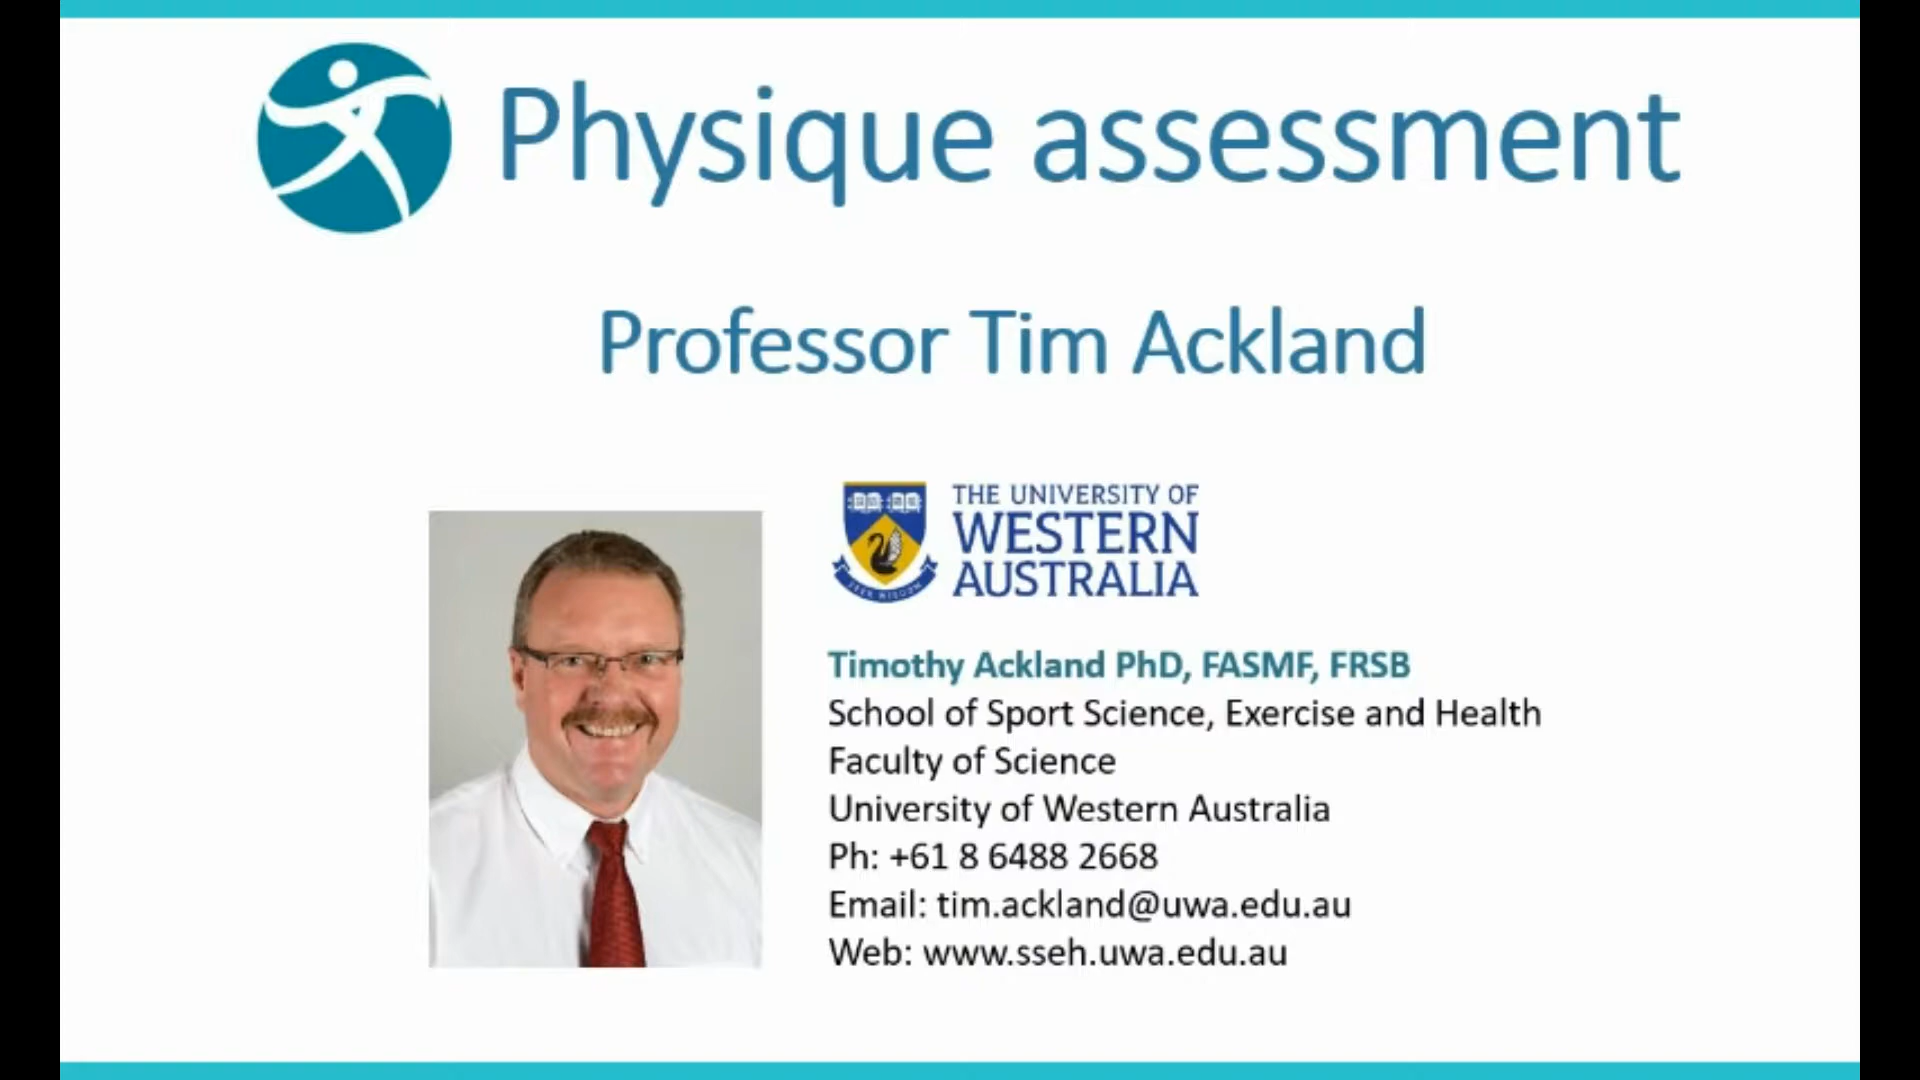 Physique assessment
Professor Tim Ackland
THE UNIVERSITY OF
WESTERN
AUSTRALIA
SEEK WISDOM
Timothy Ackland PhD, FASMF, FRSB
School of Sport Science, Exercise and Health
Faculty of Science
University of Western Australia
Ph: +61 8 6488 2668
Email: tim.ackland@uwa.edu.au
Web: www.sseh.uwa.edu.au